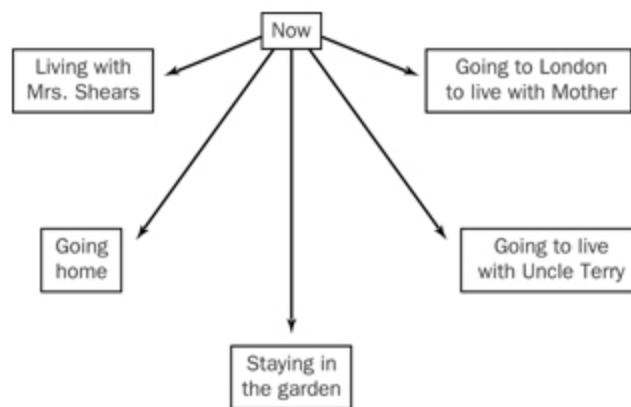 Now
Living with
Mrs. Shears
Going to London
to live with Mother
Going
home
Going to live
with Uncle Terry
Staying in
the garden